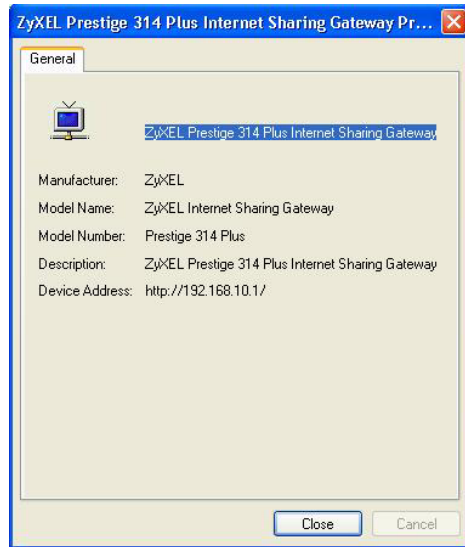 ZyXEL Prestige 314 Plus Internet Sharing Gateway Pr...
General
ZyXEL Prestige 314 Plus Internet Sharing Gateway
Manufacturer: ZyXEL
Model Name: ZyXEL Internet Sharing Gateway
Model Number: Prestige 314 Plus
Description: ZyXEL Prestige 314 Plus Internet Sharing Gateway
Device Address: http://192.168.10.1/
Close Cancel